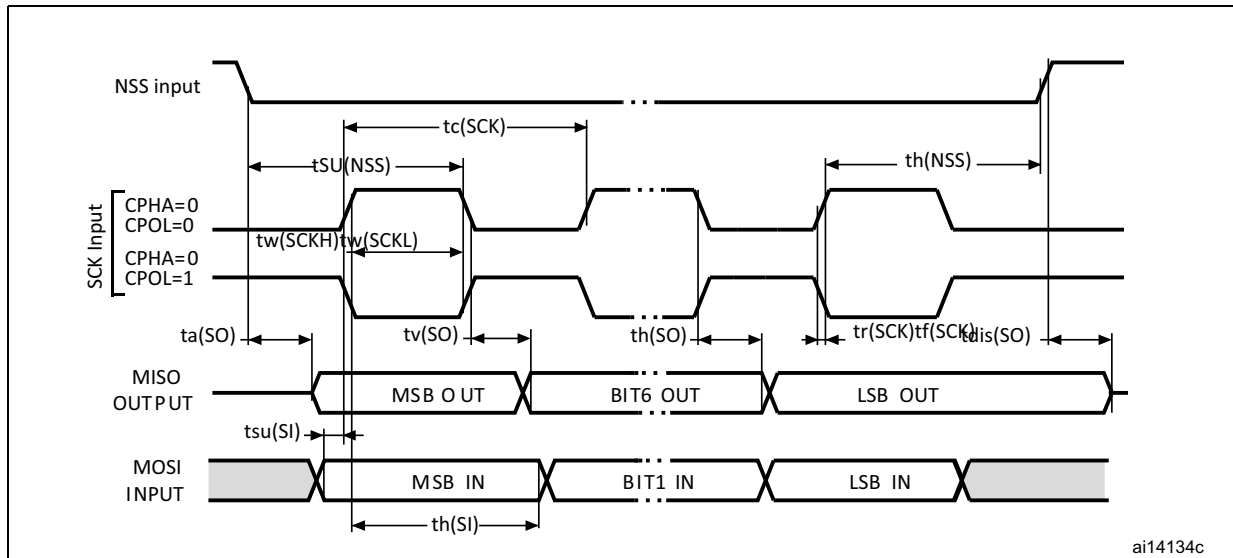 NSS input
tc(SCK)
tSU(NSS)
th(NSS)
SCK Input
CPHA=0
CPOL=0
tw(SCKH)tw(SCKL)
CPHA=0
CPOL=1
ta(SO)
tv(SO)
th(SO)
tr(SCK)tf(SCK)
tdis(SO)
MISO
OUTPUT
MSB OUT
BIT6 OUT
LSB OUT
tsu(SI)
MOSI
INPUT
MSB IN
BIT1 IN
LSB IN
th(SI)
ai14134c